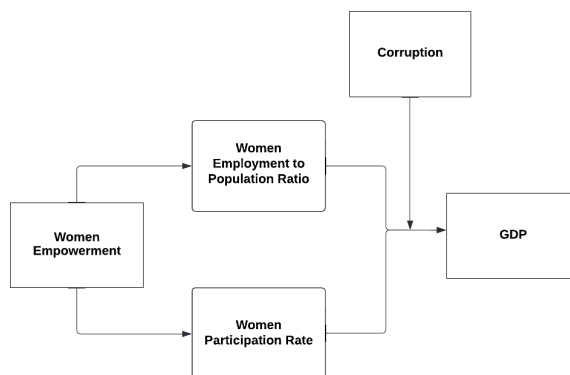 Corruption
Women
Employment to
Population Ratio
Women
Empowerment
GDP
Women
Participation Rate